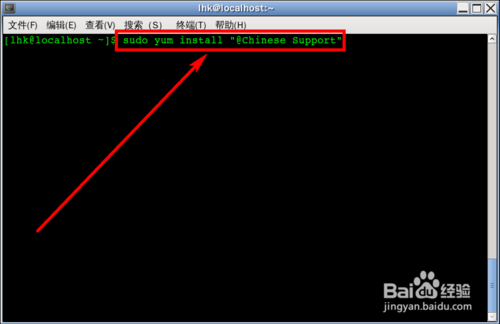 lhk@localhost:~
文件(F) 编辑(E) 查看(V) 搜索 (S) 终端(T) 帮助(H)
[lhk@localhost ~]$ sudo yum install "@Chinese Support"
Baidu经验
jingyan.baidu.com